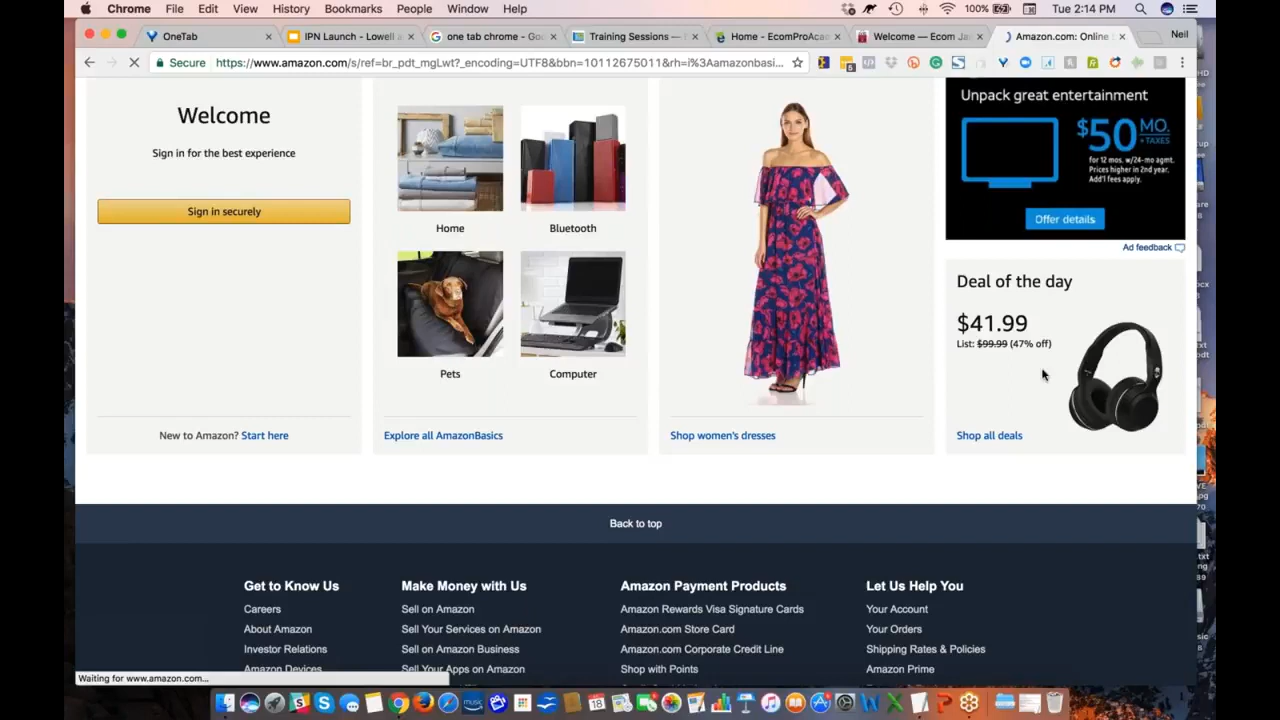 Chrome File Edit View History Bookmarks People Window Help 100% Tue 2:14 PM
OneTab IPN Launch - Lowell a one tab chrome - Go Training Sessions — Home - EcomProAca Welcome — Ecom Ja Amazon.com: Online Neil
Secure https://www.amazon.com/s/ref=br_pdt_mgLwt?_encoding=UTF8&bbn=10112675011&rh=i%3Aamazonbasi...
Welcome
Sign in for the best experience
Sign in securely
New to Amazon? Start here
Home
Bluetooth
Pets
Computer
Explore all AmazonBasics
Shop women's dresses
Unpack great entertainment
$50 MO.
+ TAXES
for 12 mos. w/24-mo agmt.
Prices higher in 2nd year.
Add'l fees apply.
Offer details
Ad feedback
Deal of the day
$41.99
List: $99.99 (47% off)
Shop all deals
Back to top
Get to Know Us
Careers
About Amazon
Investor Relations
Amazon Devices
Make Money with Us
Sell on Amazon
Sell Your Services on Amazon
Sell on Amazon Business
Sell Your Apps on Amazon
Amazon Payment Products
Amazon Rewards Visa Signature Cards
Amazon.com Store Card
Amazon.com Corporate Credit Line
Shop with Points
Let Us Help You
Your Account
Your Orders
Shipping Rates & Policies
Amazon Prime
Waiting for www.amazon.com...